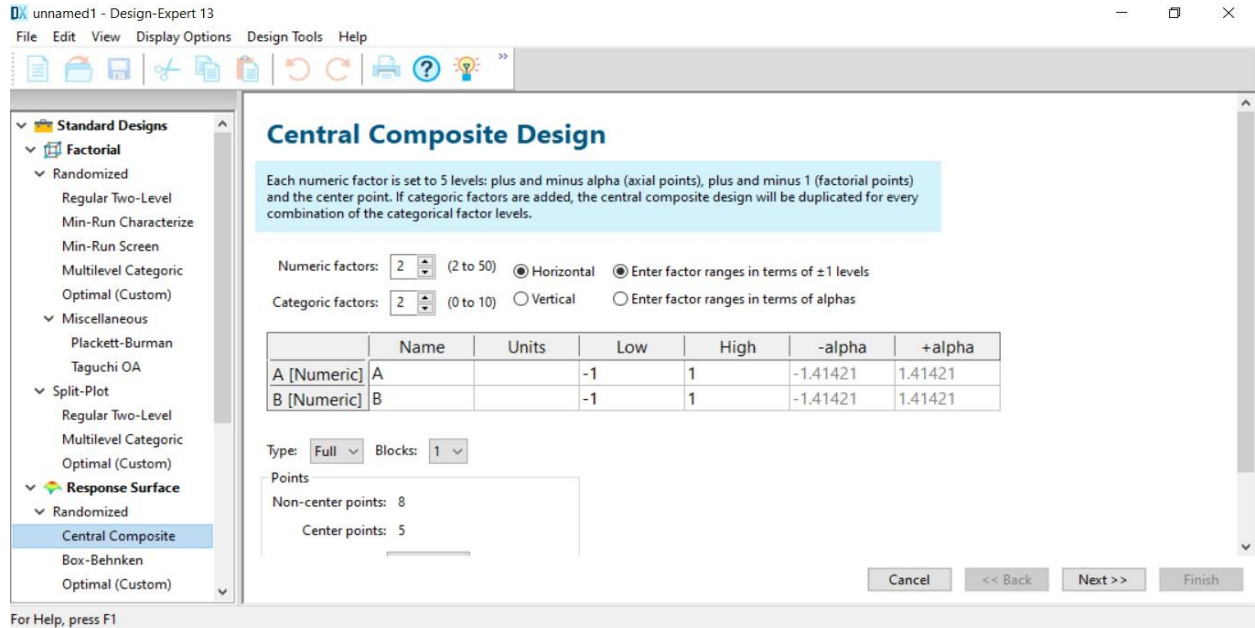 unnamed1 - Design-Expert 13
File Edit View Display Options Design Tools Help
Standard Designs
Factorial
Randomized
Regular Two-Level
Min-Run Characterize
Min-Run Screen
Multilevel Categoric
Optimal (Custom)
Miscellaneous
Plackett-Burman
Taguchi OA
Split-Plot
Regular Two-Level
Multilevel Categoric
Optimal (Custom)
Response Surface
Randomized
Central Composite
Box-Behnken
Optimal (Custom)
Central Composite Design
Each numeric factor is set to 5 levels: plus and minus alpha (axial points), plus and minus 1 (factorial points)
and the center point. If categoric factors are added, the central composite design will be duplicated for every
combination of the categorical factor levels.
Numeric factors: 2 (2 to 50) Horizontal Enter factor ranges in terms of ±1 levels
Categoric factors: 2 (0 to 10) Vertical Enter factor ranges in terms of alphas
Name Units Low High -alpha +alpha
A [Numeric] A -1 1 -1.41421 1.41421
B [Numeric] B -1 1 -1.41421 1.41421
Type: Full Blocks: 1
Points
Non-center points: 8
Center points: 5
Cancel << Back Next >> Finish
For Help, press F1